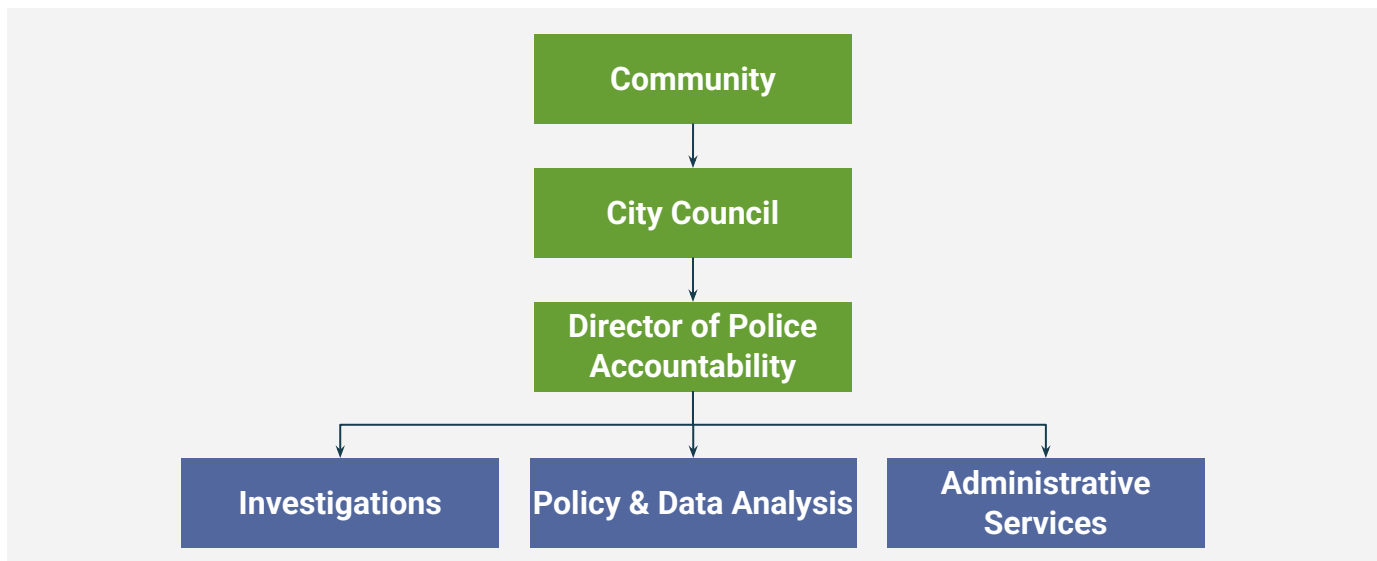 Community
City Council
Director of Police
Accountability
Investigations
Policy & Data Analysis
Administrative
Services